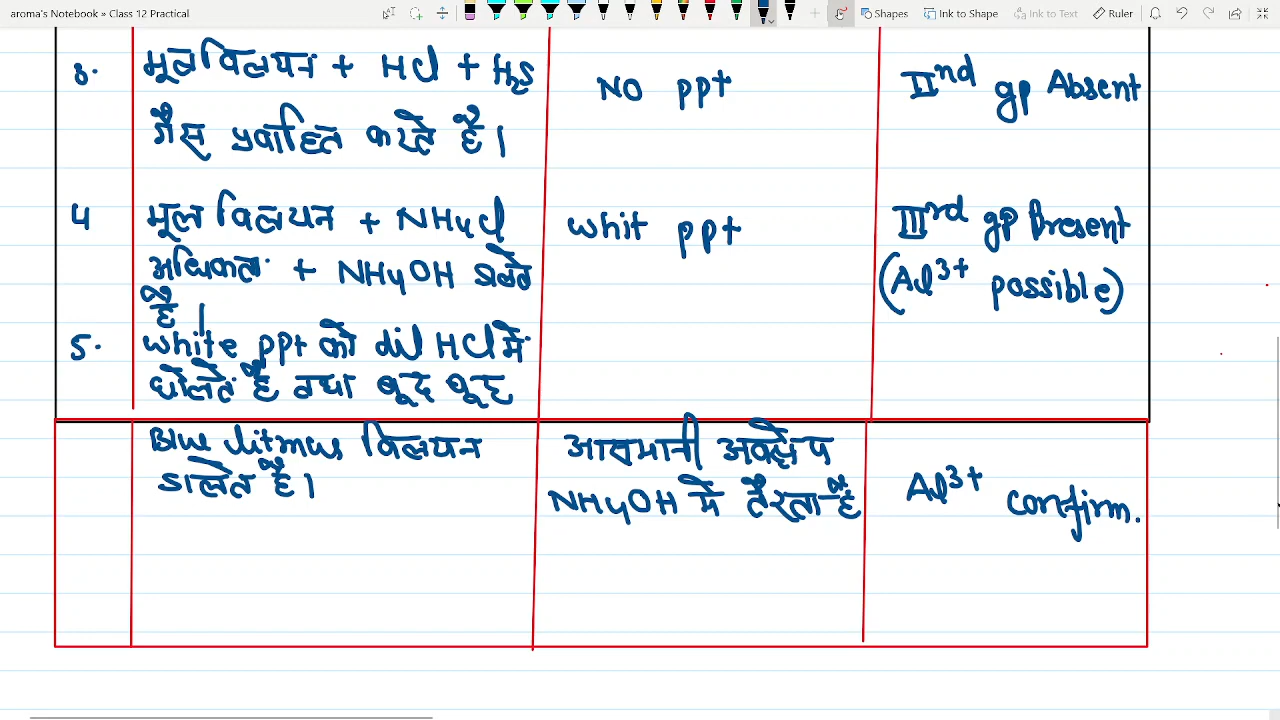 aroma's Notebook » Class 12 Practical
Shapes Ink to Shape Ink to Text Ruler
3. मूल विलयन + HCl + H2S NO ppt IInd gp Absent
गैस प्रवाहित करते है।
4 मूल विलयन + NH4Cl Whit ppt IIIrd gp Present
अधिकता + NH4OH डालते (Al3+ possible)
है।
5. white ppt को dil HCl में
घोलते है तथा बूद बूद
Blue litmus विलयन आसमानी अवक्षेप Al3+ confirm.
डालते है। NH4OH में तैरता है